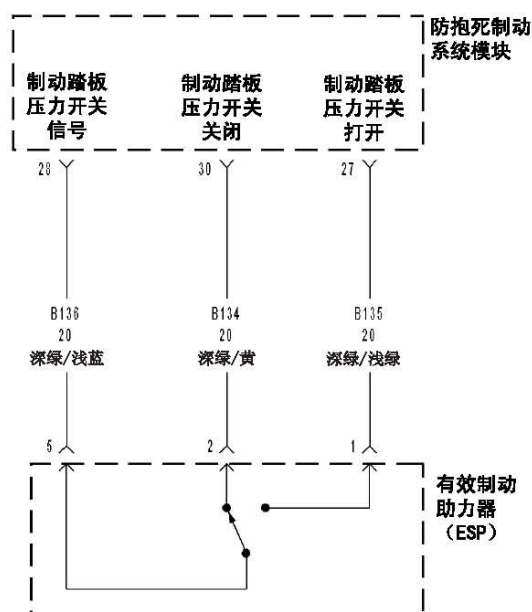 防抱死制动
系统模块
制动踏板
压力开关
信号
制动踏板
压力开关
关闭
制动踏板
压力开关
打开
28
30
27
B136
20
深绿/浅蓝
B134
20
深绿/黄
B135
20
深绿/浅绿
5
2
1
有效制动
助力器
（ESP）